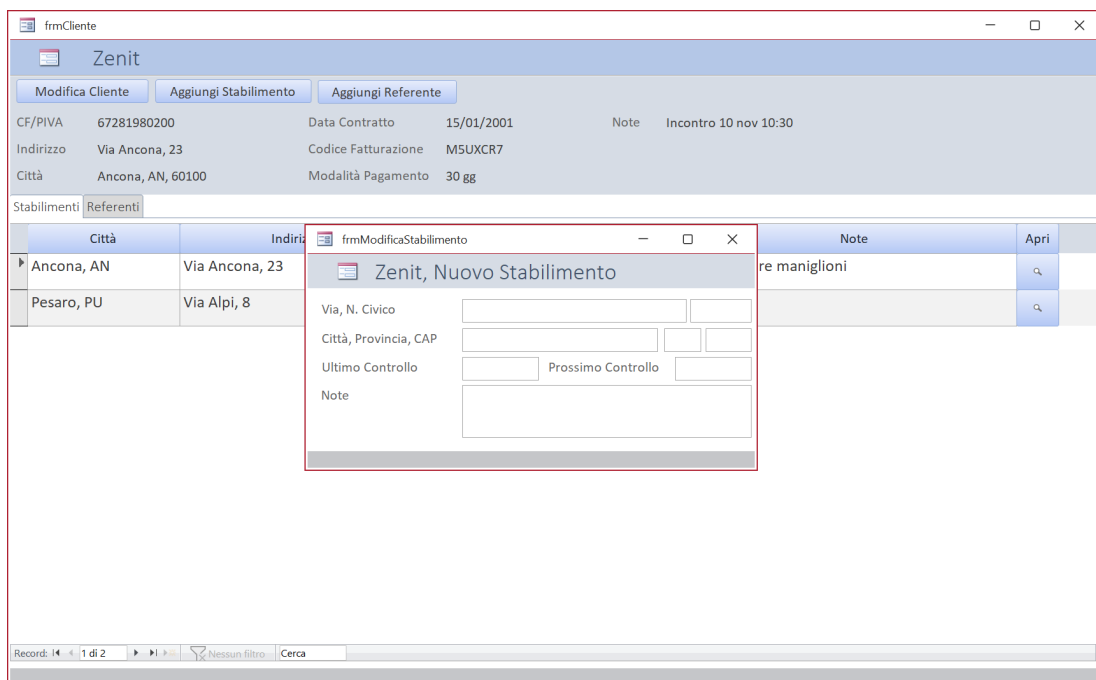 frmCliente
Zenit
Modifica Cliente Aggiungi Stabilimento Aggiungi Referente
CF/PIVA 67281980200 Data Contratto 15/01/2001 Note Incontro 10 nov 10:30
Indirizzo Via Ancona, 23 Codice Fatturazione M5UXCR7
Città Ancona, AN, 60100 Modalità Pagamento 30 gg
Stabilimenti Referenti
Città Indiriz Note Apri
Ancona, AN Via Ancona, 23 re maniglioni
Pesaro, PU Via Alpi, 8
frmModificaStabilimento
Zenit, Nuovo Stabilimento
Via, N. Civico
Città, Provincia, CAP
Ultimo Controllo Prossimo Controllo
Note
Record: 1 di 2 Nessun filtro Cerca